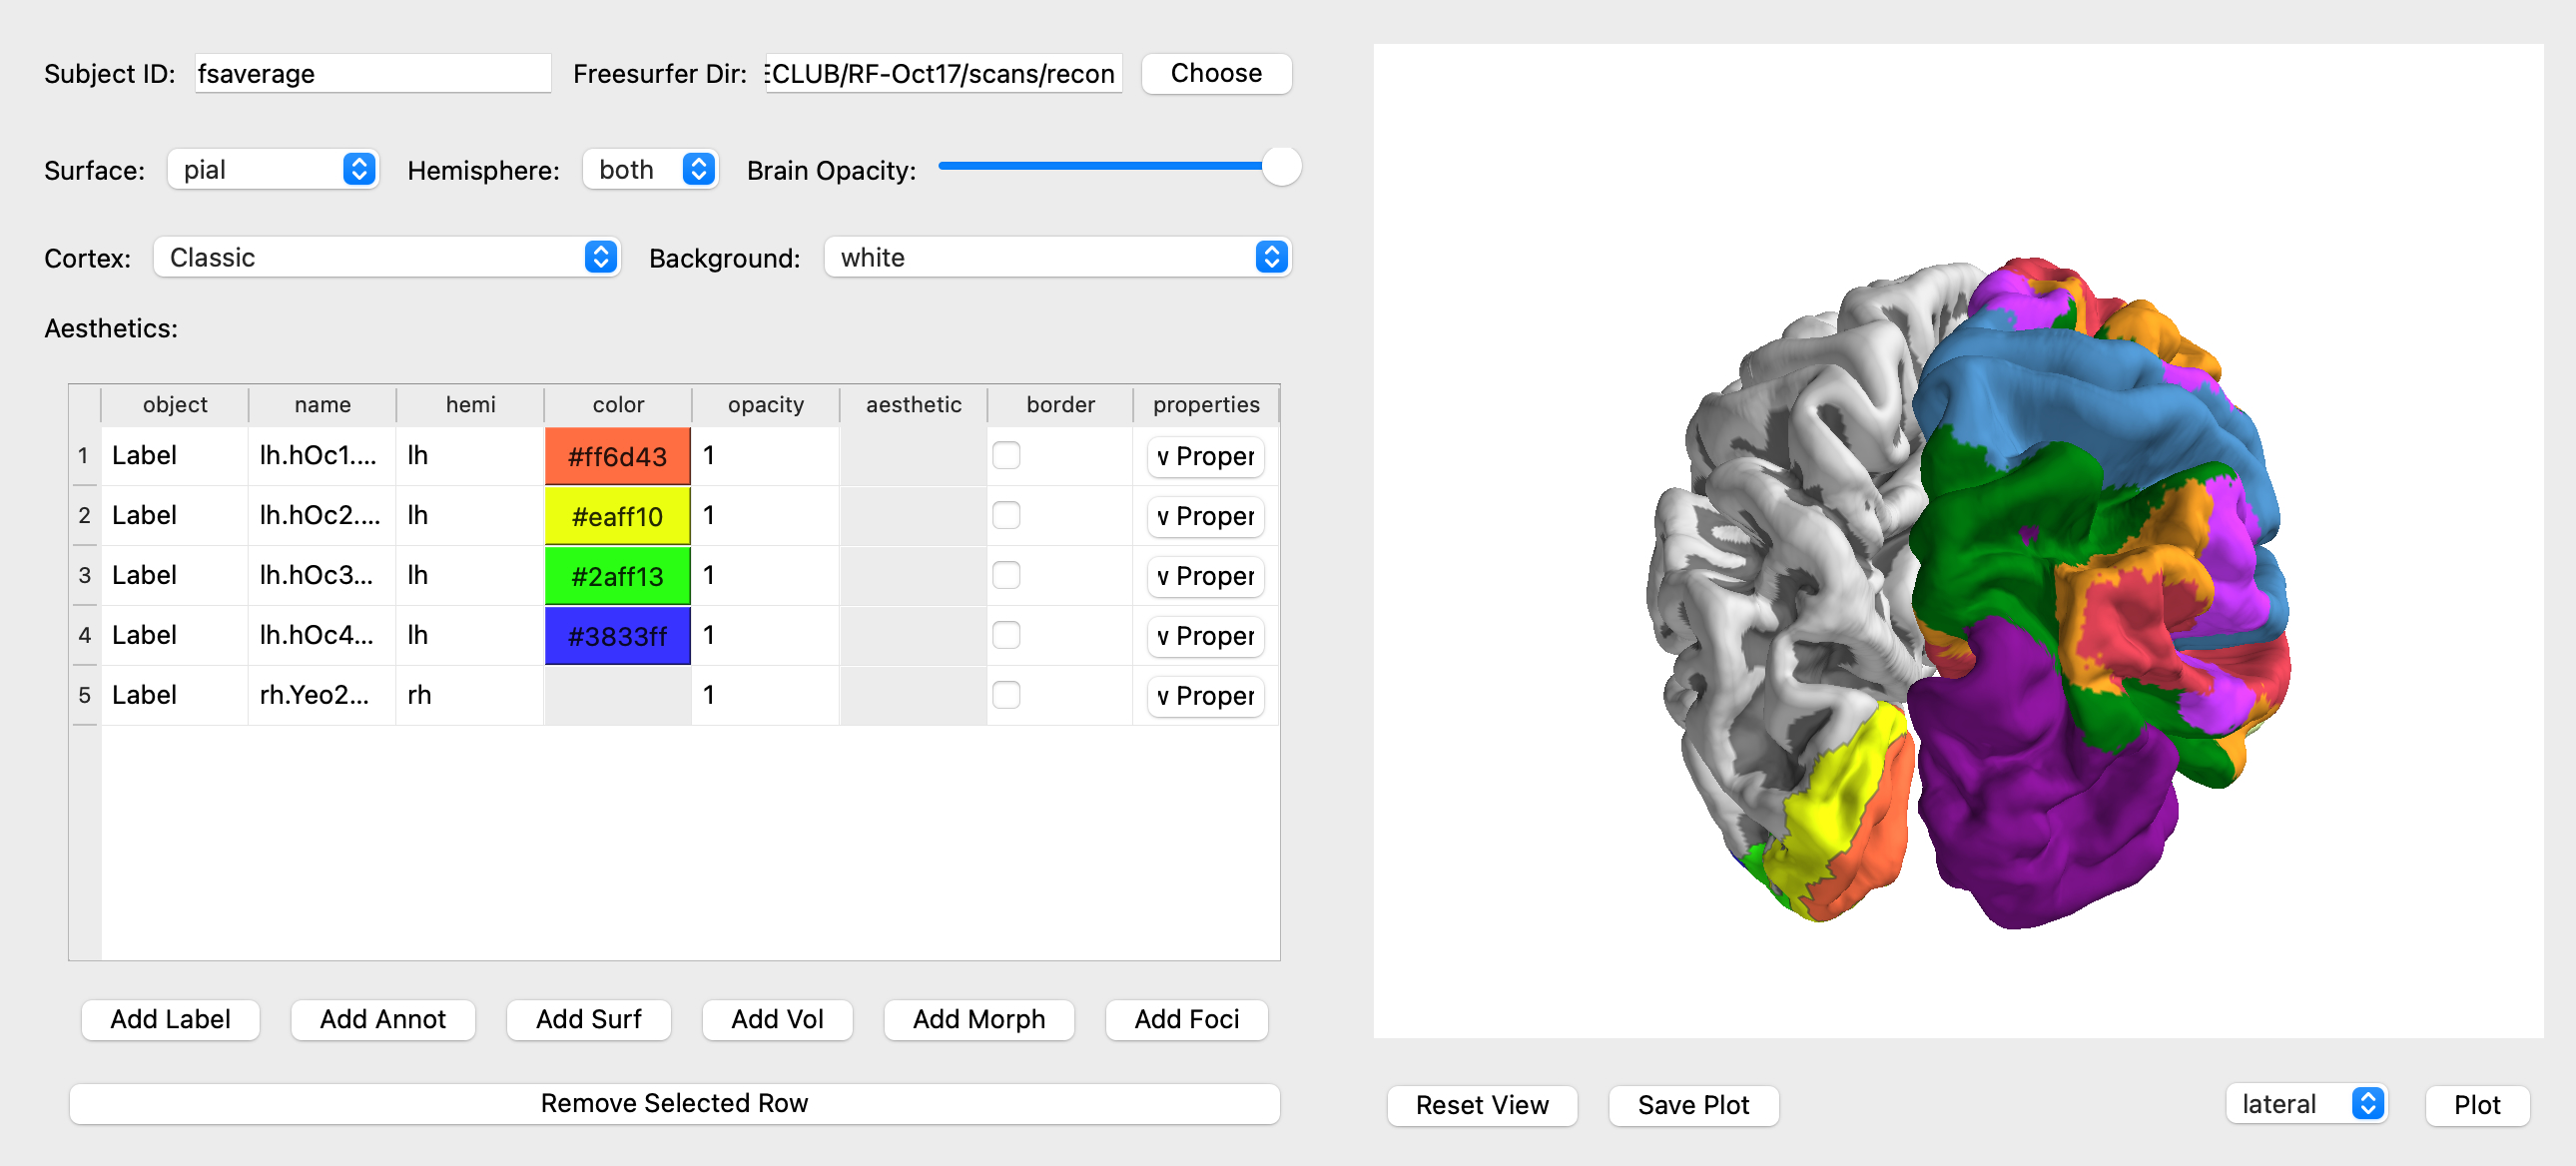 Subject ID: fsaverage Freesurfer Dir: ECLUB/RF-Oct17/scans/recon Choose
Surface: pial Hemisphere: both Brain Opacity:
Cortex: Classic Background: white
Aesthetics:
object name hemi color opacity aesthetic border properties
1 Label lh.hOc1.... lh #ff6d43 1 w Proper
2 Label lh.hOc2.... lh #eaff10 1 w Proper
3 Label lh.hOc3... lh #2aff13 1 w Proper
4 Label lh.hOc4... lh #3833ff 1 w Proper
5 Label rh.Yeo2... rh 1 w Proper
Add Label Add Annot Add Surf Add Vol Add Morph Add Foci
Remove Selected Row
Reset View Save Plot lateral Plot